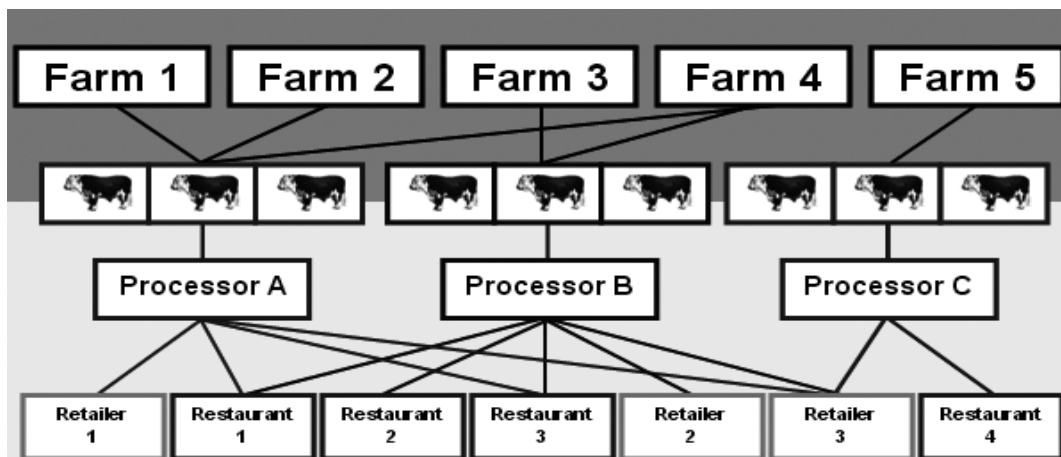 Farm 1
Farm 2
Farm 3
Farm 4
Farm 5
Processor A
Processor B
Processor C
Retailer
1
Restaurant
1
Restaurant
2
Restaurant
3
Retailer
2
Retailer
3
Restaurant
4